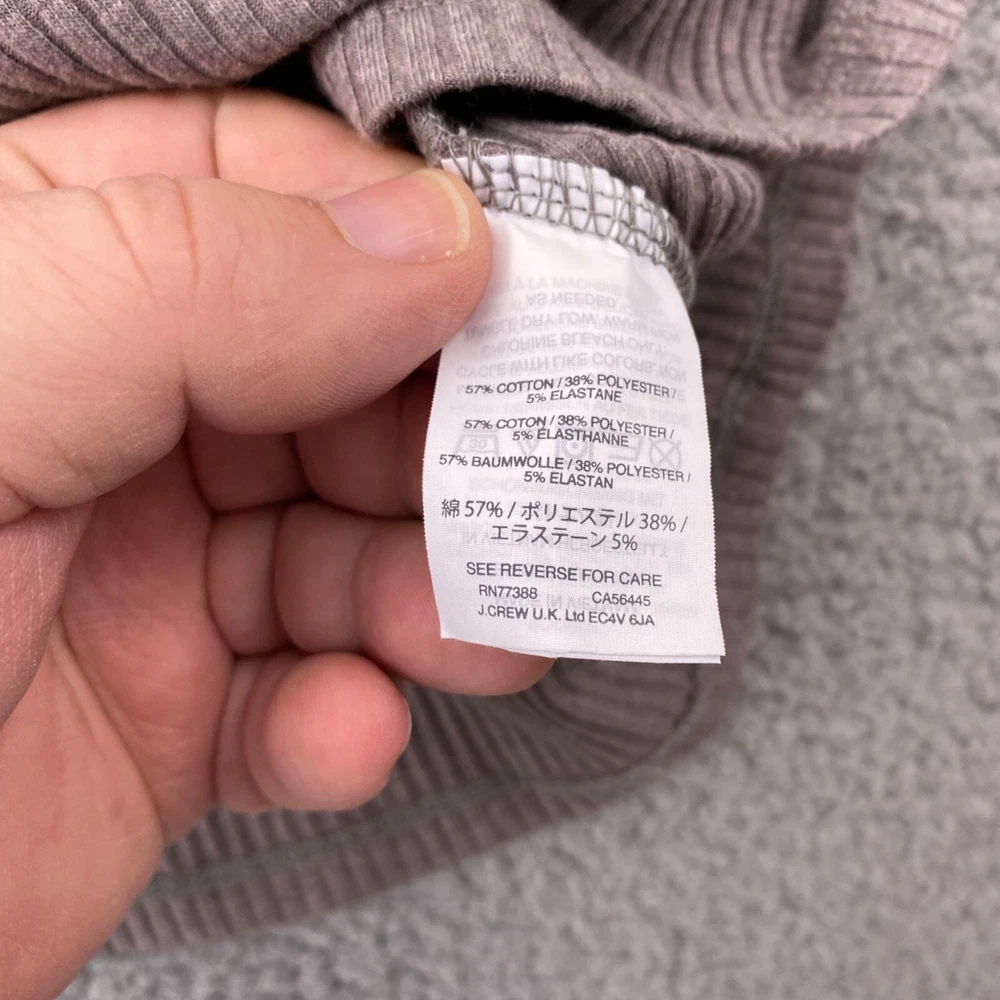 57% COTTON / 38% POLYESTER /
5% ELASTANE
57% COTON / 38% POLYESTER /
5% ÉLASTHANNE
57% BAUMWOLLE / 38% POLYESTER /
5% ELASTAN
綿 57% / ポリエステル 38% /
エラステーン 5%
SEE REVERSE FOR CARE
RN77388 CA56445
J.CREW U.K. Ltd EC4V 6JA